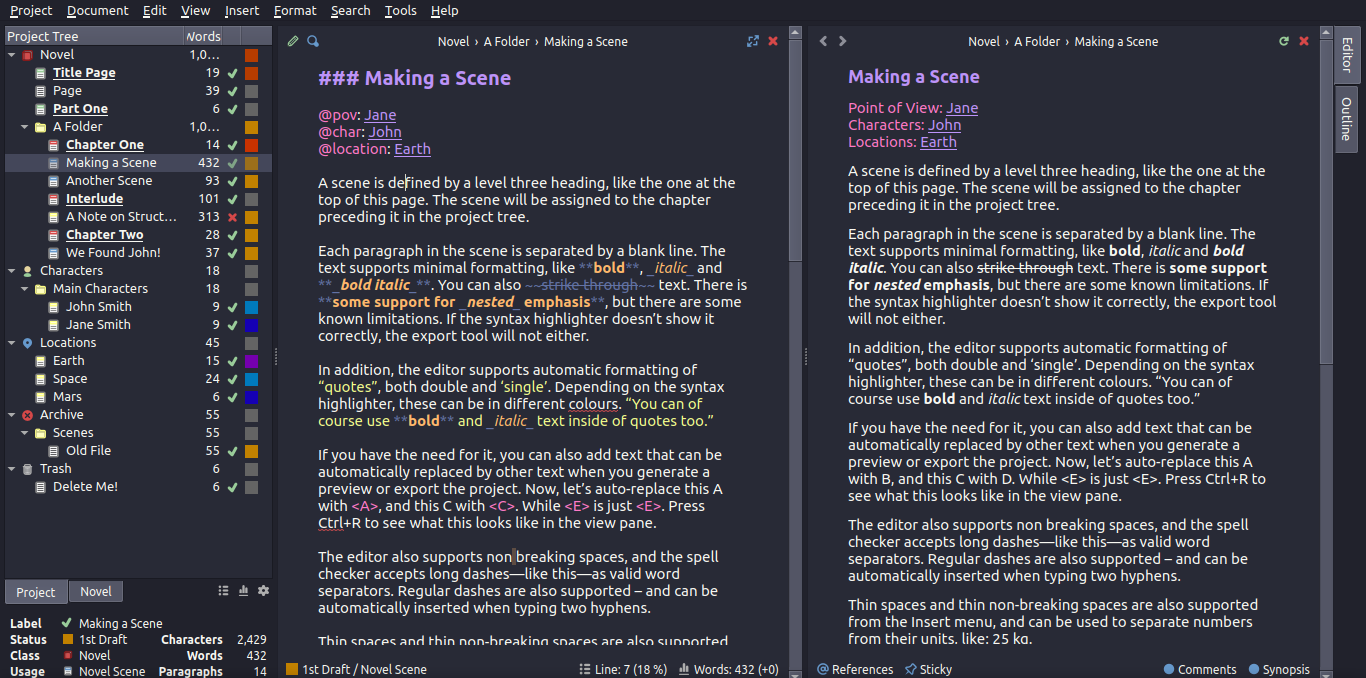 Project Document Edit View Insert Format Search Tools Help
Project Tree Words
Novel 1,0...
Title Page 19
Page 39
Part One 6
A Folder 1,0...
Chapter One 14
Making a Scene 432
Another Scene 93
Interlude 101
A Note on Struct... 313
Chapter Two 28
We Found John! 37
Characters 18
Main Characters 18
John Smith 9
Jane Smith 9
Locations 45
Earth 15
Space 24
Mars 6
Archive 55
Scenes 55
Old File 55
Trash 6
Delete Me! 6
Project Novel
Label Making a Scene
Status 1st Draft Characters 2,429
Class Novel Words 432
Usage Novel Scene Paragraphs 14
Novel › A Folder › Making a Scene
### Making a Scene
@pov: Jane
@char: John
@location: Earth
A scene is defined by a level three heading, like the one at the
top of this page. The scene will be assigned to the chapter
preceding it in the project tree.
Each paragraph in the scene is separated by a blank line. The
text supports minimal formatting, like **bold**, _italic_ and
**_bold italic_**. You can also ~~strike through~~ text. There is
**some support for _nested_ emphasis**, but there are some
known limitations. If the syntax highlighter doesn’t show it
correctly, the export tool will not either.
In addition, the editor supports automatic formatting of
“quotes”, both double and ‘single’. Depending on the syntax
highlighter, these can be in different colours. “You can of
course use **bold** and _italic_ text inside of quotes too.”
If you have the need for it, you can also add text that can be
automatically replaced by other text when you generate a
preview or export the project. Now, let’s auto-replace this A
with <A>, and this C with <C>. While <E> is just <E>. Press
Ctrl+R to see what this looks like in the view pane.
The editor also supports non breaking spaces, and the spell
checker accepts long dashes—like this—as valid word
separators. Regular dashes are also supported – and can be
automatically inserted when typing two hyphens.
Thin spaces and thin non-breaking spaces are also supported
1st Draft / Novel Scene Line: 7 (18 %) Words: 432 (+0)
Novel › A Folder › Making a Scene
Making a Scene
Point of View: Jane
Characters: John
Locations: Earth
A scene is defined by a level three heading, like the one at the
top of this page. The scene will be assigned to the chapter
preceding it in the project tree.
Each paragraph in the scene is separated by a blank line. The
text supports minimal formatting, like bold, italic and bold
italic. You can also strike through text. There is some support
for nested emphasis, but there are some known limitations. If
the syntax highlighter doesn’t show it correctly, the export tool
will not either.
In addition, the editor supports automatic formatting of
“quotes”, both double and ‘single’. Depending on the syntax
highlighter, these can be in different colours. “You can of
course use bold and italic text inside of quotes too.”
If you have the need for it, you can also add text that can be
automatically replaced by other text when you generate a
preview or export the project. Now, let’s auto-replace this A
with B, and this C with D. While <E> is just <E>. Press Ctrl+R to
see what this looks like in the view pane.
The editor also supports non breaking spaces, and the spell
checker accepts long dashes—like this—as valid word
separators. Regular dashes are also supported – and can be
automatically inserted when typing two hyphens.
Thin spaces and thin non-breaking spaces are also supported
from the Insert menu, and can be used to separate numbers
from their units. like: 25 kg.
References Sticky Comments Synopsis
Editor
Outline